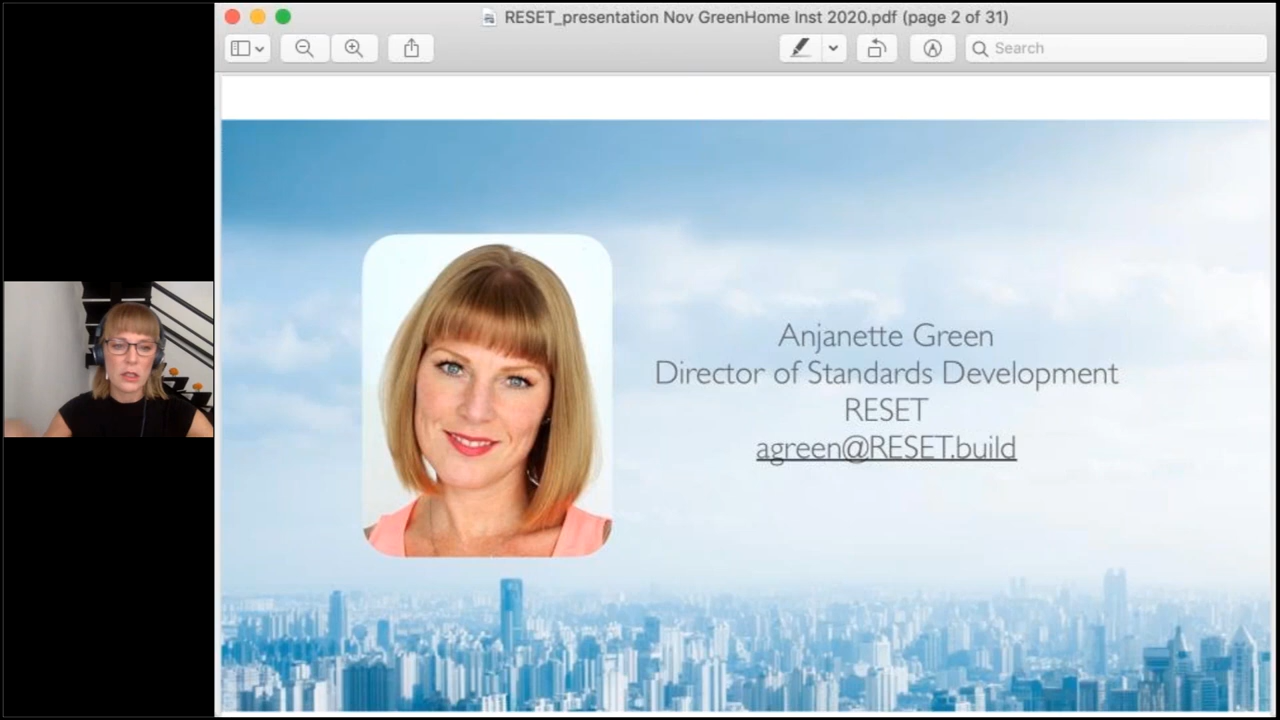 RESET_presentation Nov GreenHome Inst 2020.pdf (page 2 of 31)
Search
Anjanette Green
Director of Standards Development
RESET
agreen@RESET.build